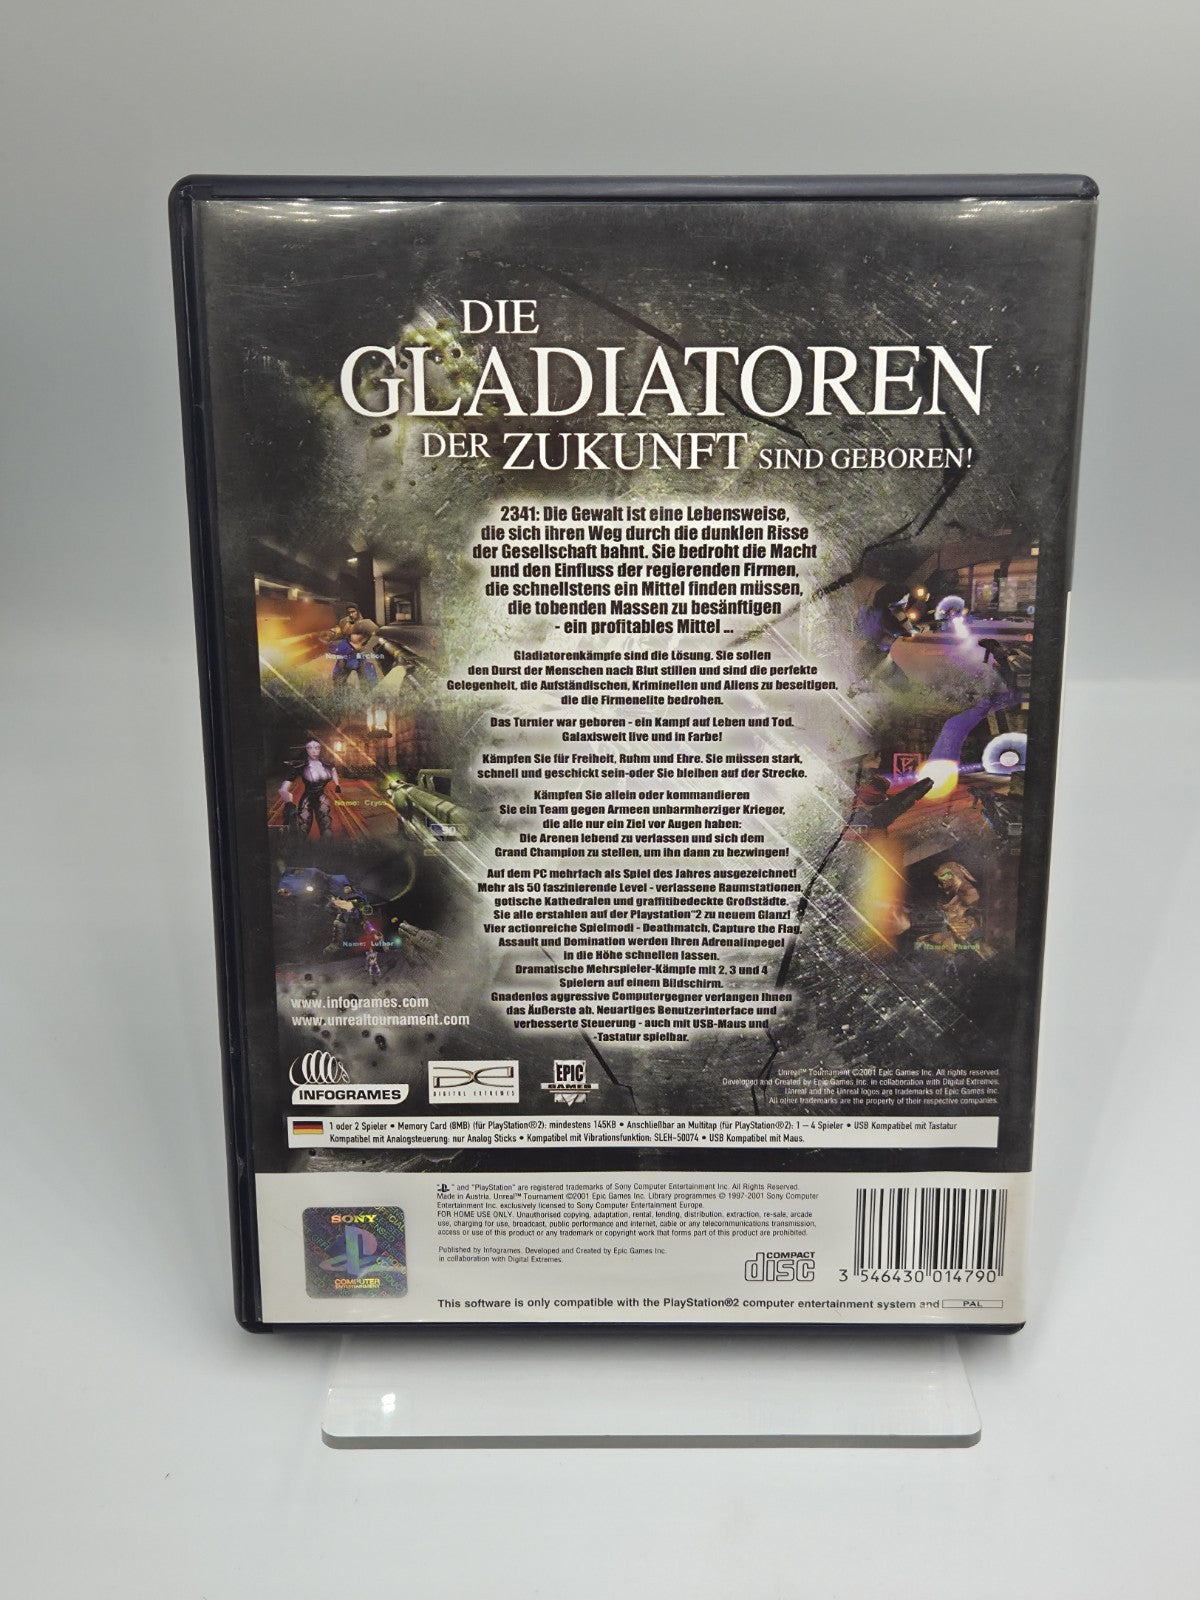 DIE
GLADIATOREN
DER ZUKUNFT SIND GEBOREN!
2341: Die Gewalt ist eine Lebensweise,
die sich ihren Weg durch die dunklen Risse
der Gesellschaft bahnt. Sie bedroht die Macht
und den Einfluss der regierenden Firmen,
die schnellstens ein Mittel finden müssen,
die tobenden Massen zu besänftigen
- ein profitables Mittel ...
Gladiatorenkämpfe sind die Lösung. Sie sollen
den Durst der Menschen nach Blut stillen und sind die perfekte
Gelegenheit, die Aufständischen, Kriminellen und Aliens zu beseitigen,
die die Firmenelite bedrohen.
Das Turnier war geboren - ein Kampf auf Leben und Tod.
Galaxisweit live und in Farbe!
Kämpfen Sie für Freiheit, Ruhm und Ehre. Sie müssen stark,
schnell und geschickt sein-oder Sie bleiben auf der Strecke.
Kämpfen Sie allein oder kommandieren
Sie ein Team gegen Armeen unbarmherziger Krieger,
die alle nur ein Ziel vor Augen haben:
Die Arenen lebend zu verlassen und sich dem
Grand Champion zu stellen, um ihn dann zu bezwingen!
Auf dem PC mehrfach als Spiel des Jahres ausgezeichnet!
Mehr als 50 faszinierende Level - verlassene Raumstationen,
gotische Kathedralen und graffitibedeckte Großstädte.
Sie alle erstahlen auf der Playstation™2 zu neuem Glanz!
Vier actionreiche Spielmodi - Deathmatch, Capture the Flag,
Assault und Domination werden Ihren Adrenalinpegel
in die Höhe schnellen lassen.
Dramatische Mehrspieler-Kämpfe mit 2, 3 und 4
Spielern auf einem Bildschirm.
Gnadenlos aggressive Computergegner verlangen Ihnen
das Äußerste ab. Neuartiges Benutzerinterface und
verbesserte Steuerung - auch mit USB-Maus und
-Tastatur spielbar.
Name: Archon
Name: Cryss
Name: Luthor
Name: Pharoh
www.infogrames.com
www.unrealtournament.com
INFOGRAMES
DIGITAL EXTREMES
EPIC
GAMES
Unreal™ Tournament ©2001 Epic Games Inc. All rights reserved.
Developed and Created by Epic Games Inc. in collaboration with Digital Extremes.
Unreal and the Unreal logos are trademarks of Epic Games Inc.
All other trademarks are the property of their respective companies.
1 oder 2 Spieler • Memory Card (8MB) (für PlayStation®2): mindestens 145KB • Anschließbar an Multitap (für PlayStation®2): 1 – 4 Spieler • USB Kompatibel mit Tastatur
Kompatibel mit Analogsteuerung: nur Analog Sticks • Kompatibel mit Vibrationsfunktion: SLEH-50074 • USB Kompatibel mit Maus.
" " and "PlayStation" are registered trademarks of Sony Computer Entertainment Inc. All Rights Reserved.
Made in Austria. Unreal™ Tournament ©2001 Epic Games Inc. Library programmes © 1997-2001 Sony Computer
Entertainment Inc. exclusively licensed to Sony Computer Entertainment Europe.
FOR HOME USE ONLY. Unauthorised copying, adaptation, rental, lending, distribution, extraction, re-sale, arcade
use, charging for use, broadcast, public performance and internet, cable or any telecommunications transmission,
access or use of this product or any trademark or copyright work that forms part of this product are prohibited.
Published by Infogrames. Developed and Created by Epic Games Inc.
in collaboration with Digital Extremes.
SONY
COMPUTER
ENTERTAINMENT
COMPACT
disc
3 546430 014790
This software is only compatible with the PlayStation®2 computer entertainment system and PAL